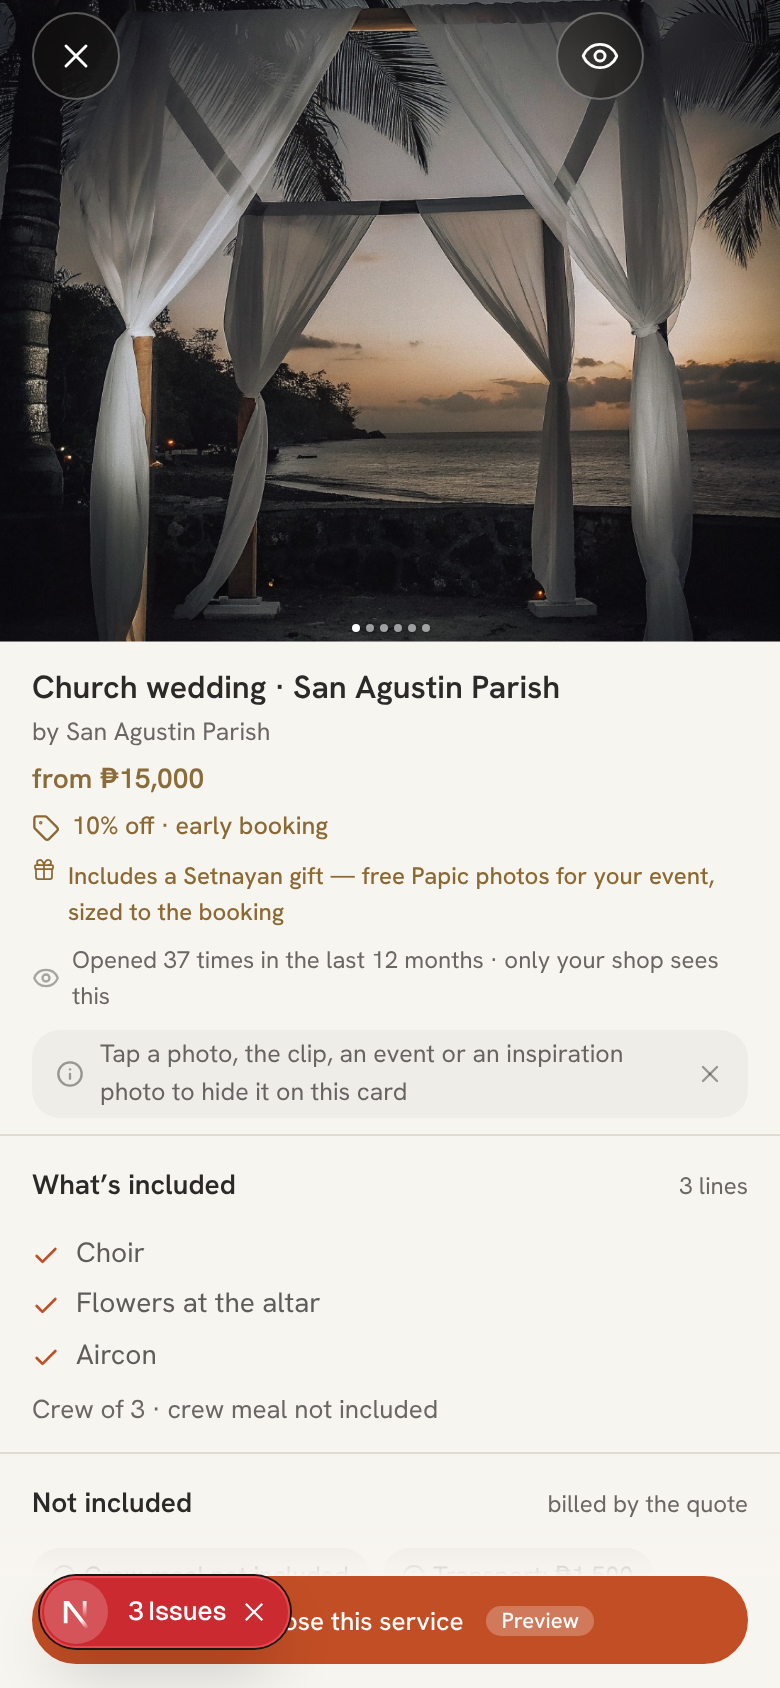 Church wedding · San Agustin Parish
by San Agustin Parish
from ₱15,000
10% off · early booking
Includes a Setnayan gift — free Papic photos for your event,
sized to the booking
Opened 37 times in the last 12 months · only your shop sees
this
Tap a photo, the clip, an event or an inspiration
photo to hide it on this card
What’s included
3 lines
Choir
Flowers at the altar
Aircon
Crew of 3 · crew meal not included
Not included
billed by the quote
Transport ₱1,500
N
3 Issues
this service
Preview